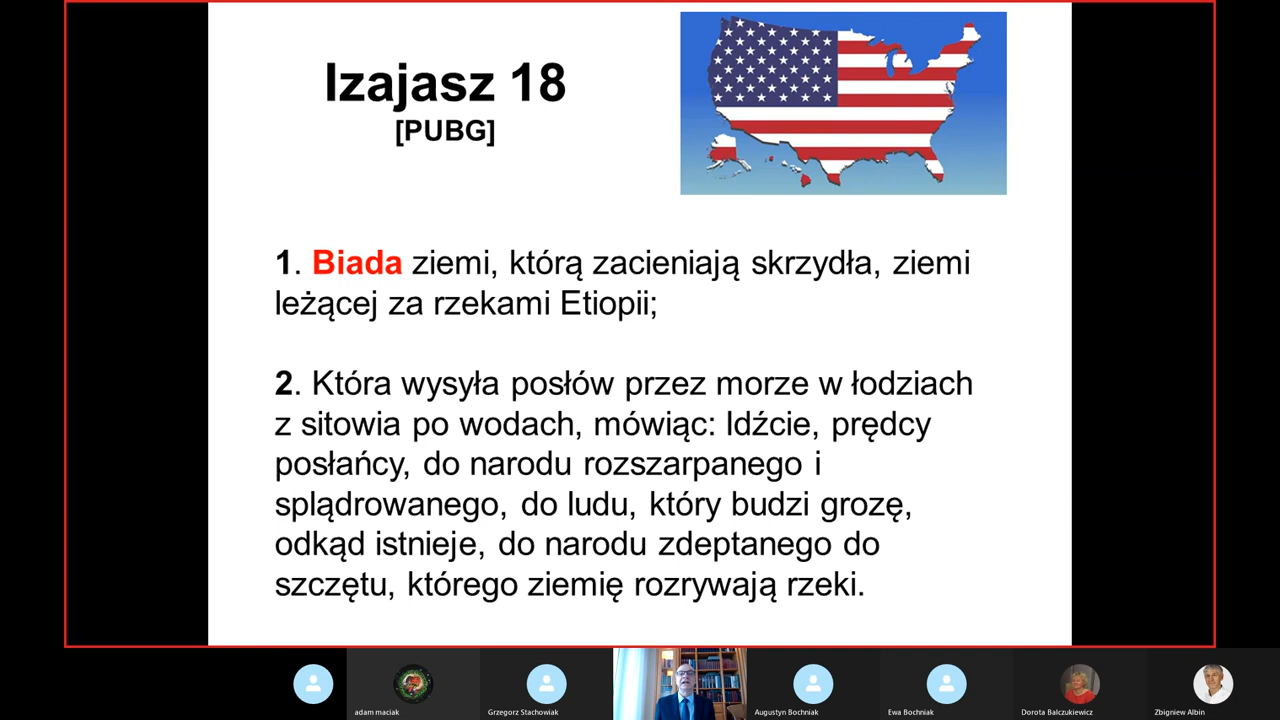 Izajasz 18
[PUBG]
1. Biada ziemi, którą zacieniają skrzydła, ziemi
leżącej za rzekami Etiopii;
2. Która wysyła posłów przez morze w łodziach
z sitowia po wodach, mówiąc: Idźcie, prędcy
posłańcy, do narodu rozszarpanego i
splądrowanego, do ludu, który budzi grozę,
odkąd istnieje, do narodu zdeptanego do
szczętu, którego ziemię rozrywają rzeki.
adam maciak
Grzegorz Stachowiak
Augustyn Bochniak
Ewa Bochniak
Dorota Balczukiewicz
Zbigniew Albin